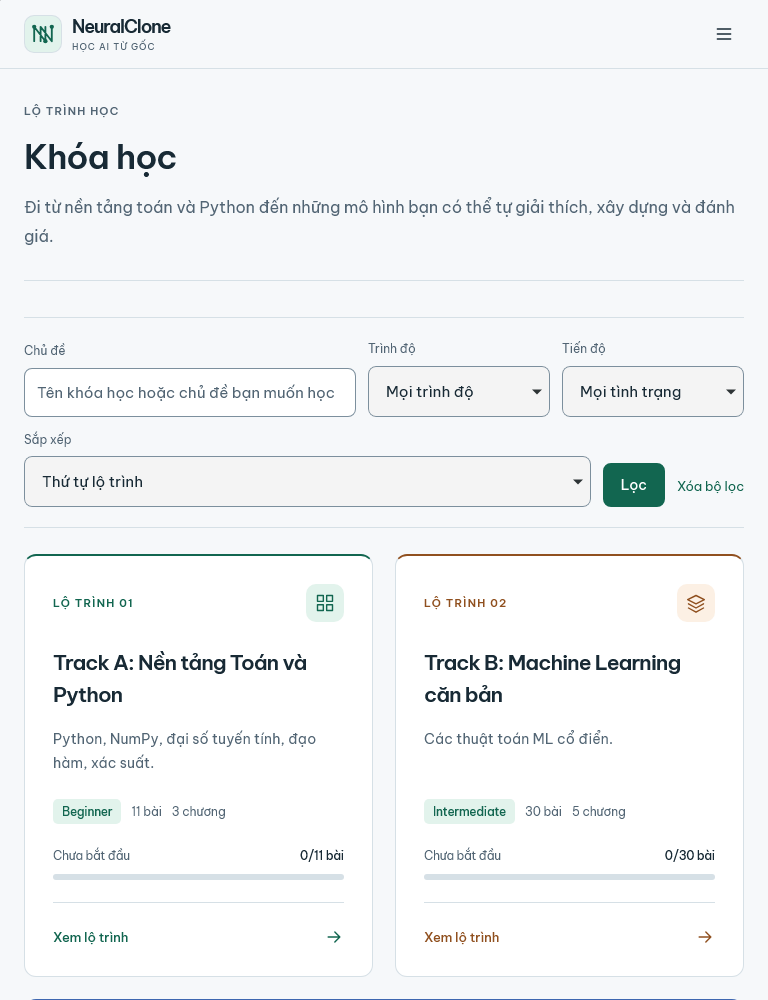 NeuralClone
HỌC AI TỪ GỐC
LỘ TRÌNH HỌC
Khóa học
Đi từ nền tảng toán và Python đến những mô hình bạn có thể tự giải thích, xây dựng và đánh
giá.
Chủ đề
Trình độ
Tiến độ
Tên khóa học hoặc chủ đề bạn muốn học
Mọi trình độ
Mọi tình trạng
Sắp xếp
Thứ tự lộ trình
Lọc
Xóa bộ lọc
LỘ TRÌNH 01
Track A: Nền tảng Toán và
Python
Python, NumPy, đại số tuyến tính, đạo
hàm, xác suất.
Beginner 11 bài 3 chương
Chưa bắt đầu 0/11 bài
Xem lộ trình
LỘ TRÌNH 02
Track B: Machine Learning
căn bản
Các thuật toán ML cổ điển.
Intermediate 30 bài 5 chương
Chưa bắt đầu 0/30 bài
Xem lộ trình